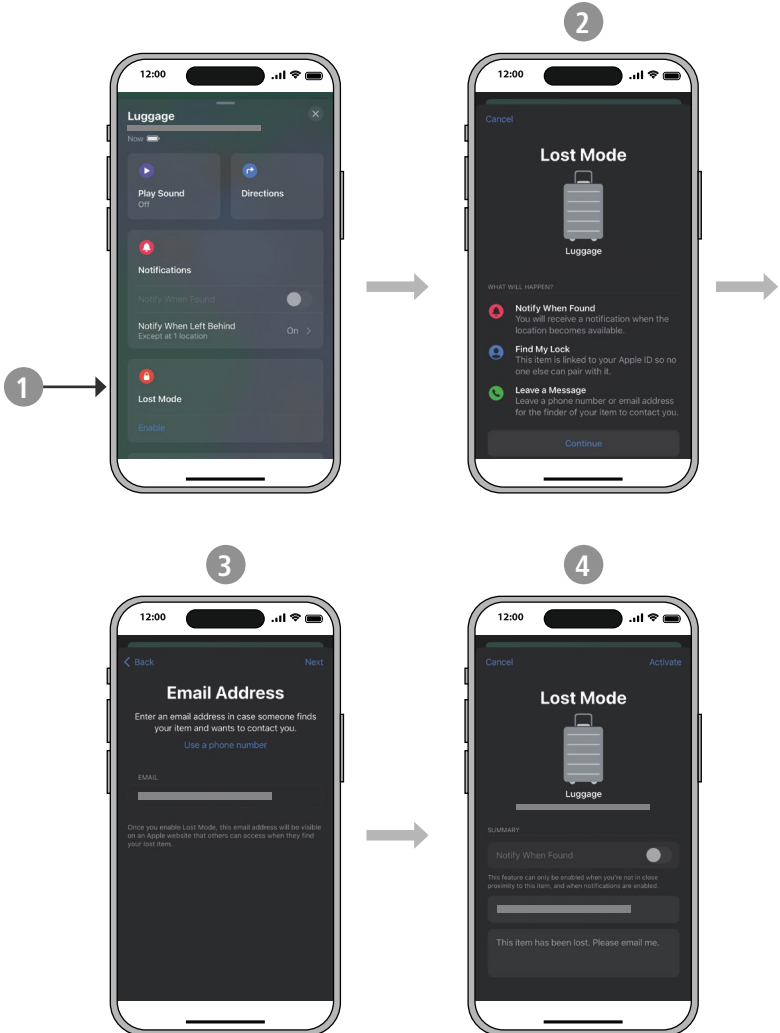 2
12:00
Luggage
Now
Play Sound
Off
Directions
Notifications
Notify When Found
Notify When Left Behind
Except at 1 location
On
1
Lost Mode
Enable
12:00
Cancel
Lost Mode
Luggage
WHAT WILL HAPPEN?
Notify When Found
You will receive a notification when the
location becomes available.
Find My Lock
This item is linked to your Apple ID so no
one else can pair with it.
Leave a Message
Leave a phone number or email address
for the finder of your item to contact you.
Continue
3
12:00
Back
Next
Email Address
Enter an email address in case someone finds
your item and wants to contact you.
Use a phone number
EMAIL
Once you enable Lost Mode, this email address will be visible
on an Apple website that others can access when they find
your lost item.
4
12:00
Cancel
Activate
Lost Mode
Luggage
SUMMARY
Notify When Found
This feature can only be enabled when you're not in close
proximity to this item, and when notifications are enabled.
This item has been lost. Please email me.